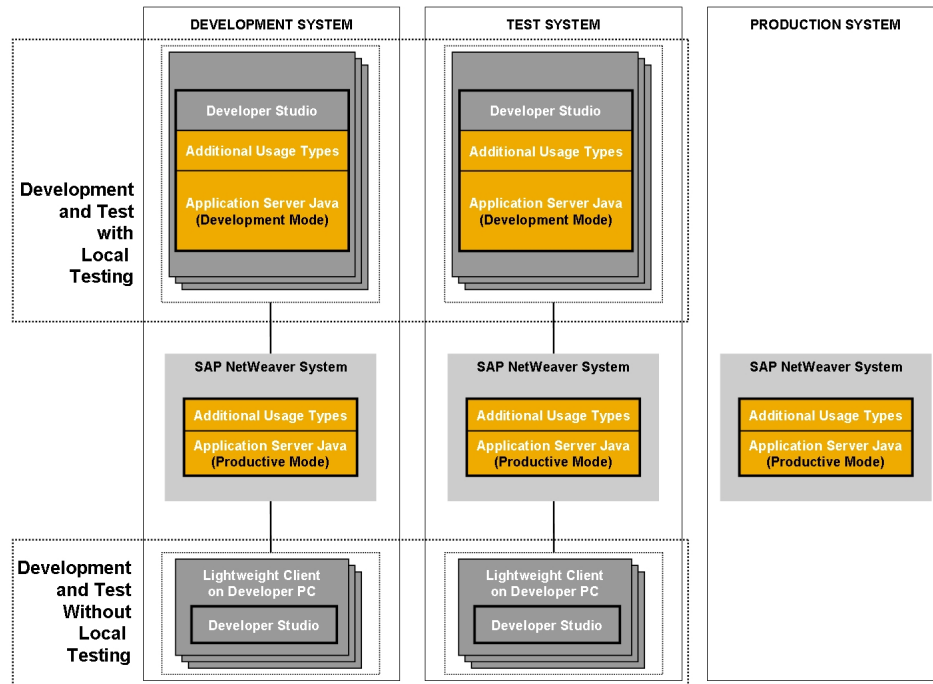 DEVELOPMENT SYSTEM
TEST SYSTEM
PRODUCTION SYSTEM
Development
and Test
with
Local
Testing
Developer Studio
Additional Usage Types
Application Server Java
(Development Mode)
Developer Studio
Additional Usage Types
Application Server Java
(Development Mode)
SAP NetWeaver System
Additional Usage Types
Application Server Java
(Productive Mode)
SAP NetWeaver System
Additional Usage Types
Application Server Java
(Productive Mode)
SAP NetWeaver System
Additional Usage Types
Application Server Java
(Productive Mode)
Development
and Test
Without
Local
Testing
Lightweight Client
on Developer PC
Developer Studio
Lightweight Client
on Developer PC
Developer Studio